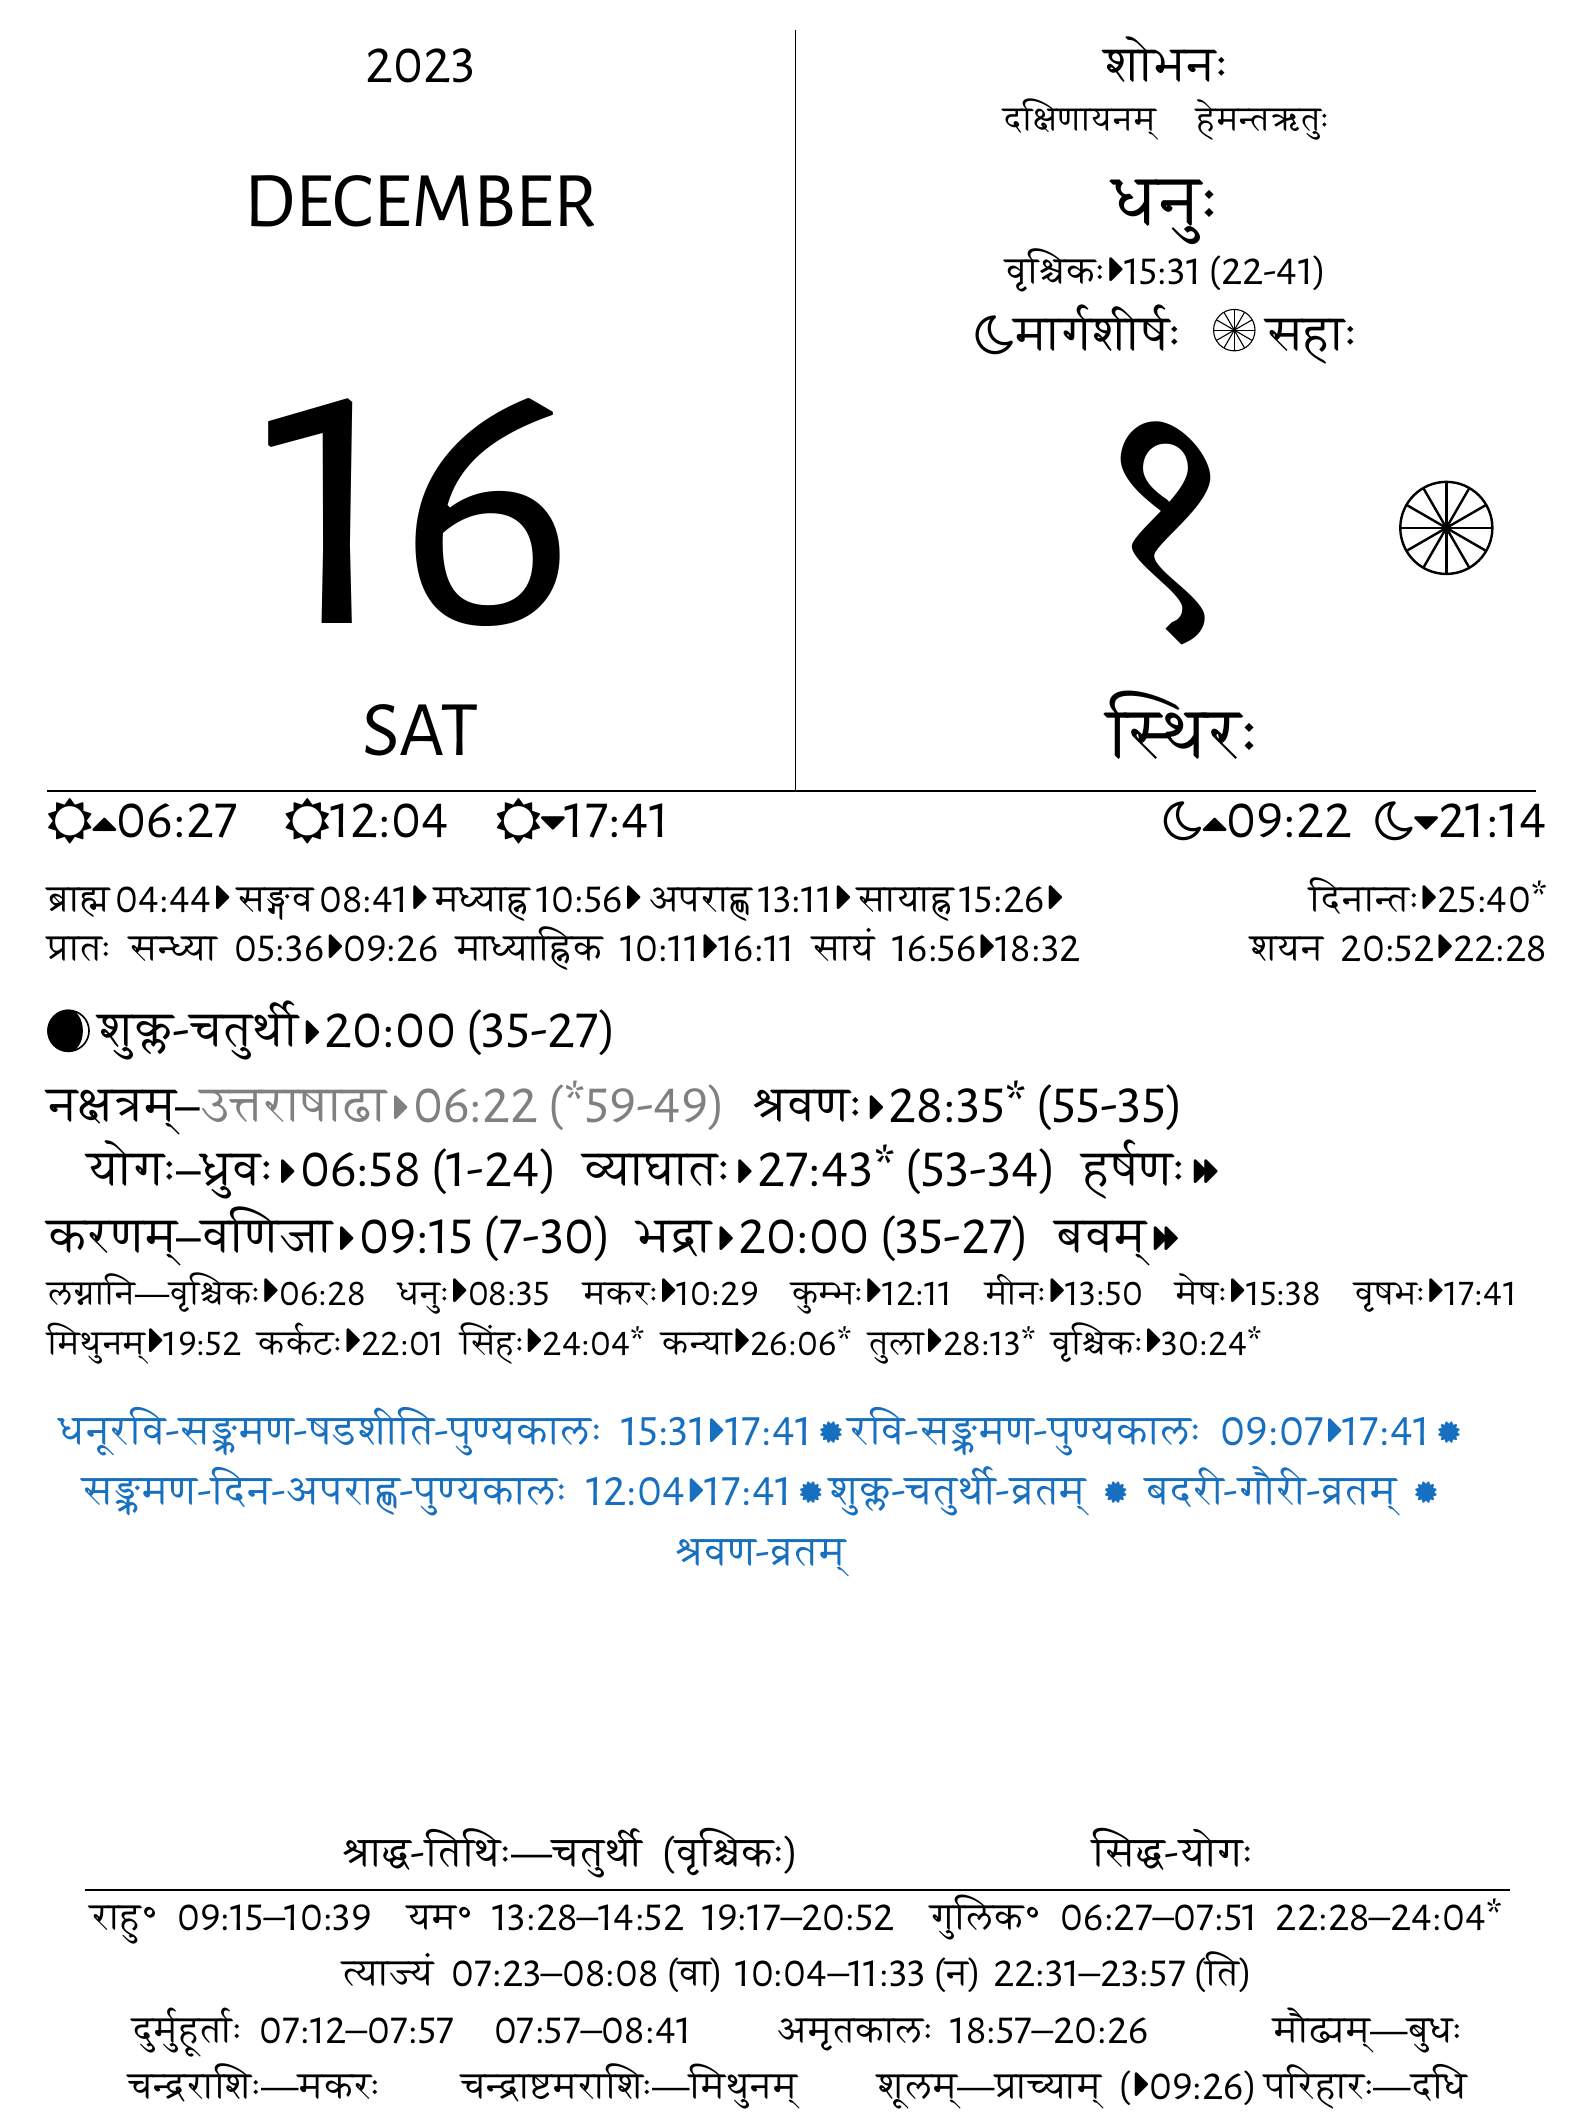 2023
DECEMBER
16
SAT
शोभनः
दक्षिणायनम् हेमन्तऋतुः
धनुः
वृश्चिकः 15:31 (22-41)
मार्गशीर्षः सहाः
१
स्थिरः
06:27 12:04 17:41 09:22 21:14
ब्राह्म 04:44 सङ्गव 08:41 मध्याह्न 10:56 अपराह्ण 13:11 सायाह्न 15:26 दिनान्तः 25:40*
प्रातः सन्ध्या 05:36 09:26 माध्याह्निक 10:11 16:11 सायं 16:56 18:32 शयन 20:52 22:28
शुक्ल-चतुर्थी 20:00 (35-27)
नक्षत्रम्–उत्तराषाढा 06:22 (*59-49) श्रवणः 28:35* (55-35)
योगः–ध्रुवः 06:58 (1-24) व्याघातः 27:43* (53-34) हर्षणः
करणम्–वणिजा 09:15 (7-30) भद्रा 20:00 (35-27) बवम्
लग्नानि—वृश्चिकः 06:28 धनुः 08:35 मकरः 10:29 कुम्भः 12:11 मीनः 13:50 मेषः 15:38 वृषभः 17:41
मिथुनम् 19:52 कर्कटः 22:01 सिंहः 24:04* कन्या 26:06* तुला 28:13* वृश्चिकः 30:24*
धनूरवि-सङ्क्रमण-षडशीति-पुण्यकालः 15:31 17:41 रवि-सङ्क्रमण-पुण्यकालः 09:07 17:41
सङ्क्रमण-दिन-अपराह्ण-पुण्यकालः 12:04 17:41 शुक्ल-चतुर्थी-व्रतम् बदरी-गौरी-व्रतम्
श्रवण-व्रतम्
श्राद्ध-तिथिः—चतुर्थी (वृश्चिकः) सिद्ध-योगः
राहु॰ 09:15–10:39 यम॰ 13:28–14:52 19:17–20:52 गुलिक॰ 06:27–07:51 22:28–24:04*
त्याज्यं 07:23–08:08 (वा) 10:04–11:33 (न) 22:31–23:57 (ति)
दुर्मुहूर्ताः 07:12–07:57 07:57–08:41 अमृतकालः 18:57–20:26 मौढ्यम्—बुधः
चन्द्रराशिः—मकरः चन्द्राष्टमराशिः—मिथुनम् शूलम्—प्राच्याम् (09:26) परिहारः—दधि